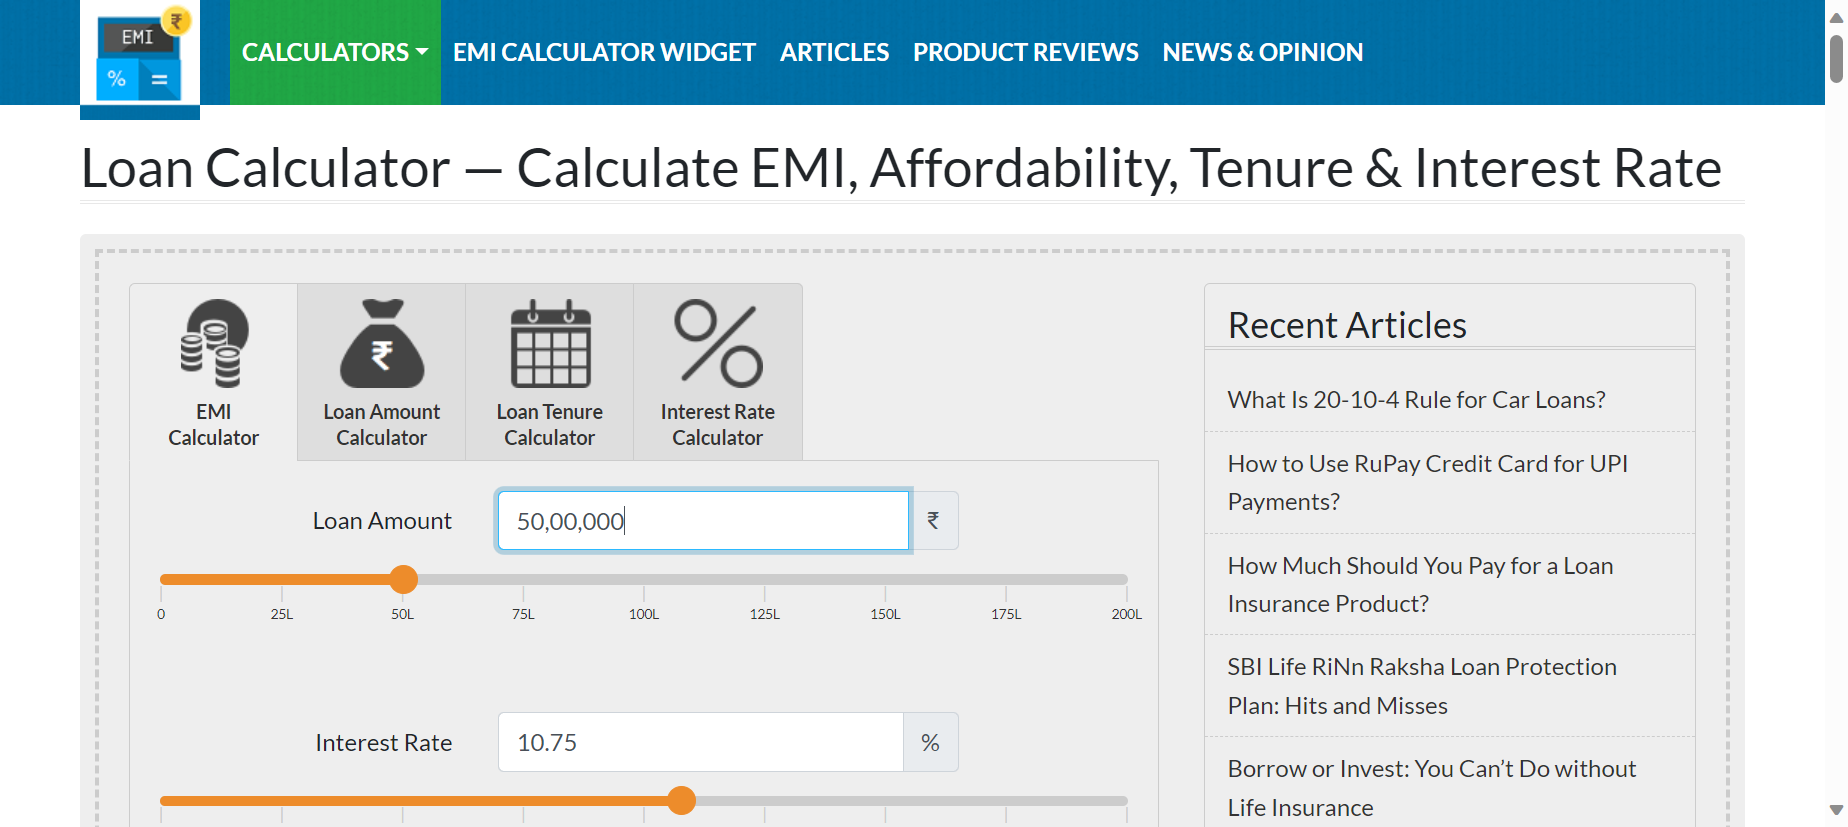 EMI
₹
%
=
CALCULATORS
EMI CALCULATOR WIDGET
ARTICLES
PRODUCT REVIEWS
NEWS & OPINION
Loan Calculator — Calculate EMI, Affordability, Tenure & Interest Rate
EMI
Calculator
₹
Loan Amount
Calculator
Loan Tenure
Calculator
Interest Rate
Calculator
Loan Amount
50,00,000
₹
0 25L 50L 75L 100L 125L 150L 175L 200L
Interest Rate
10.75
%
Recent Articles
What Is 20-10-4 Rule for Car Loans?
How to Use RuPay Credit Card for UPI
Payments?
How Much Should You Pay for a Loan
Insurance Product?
SBI Life RiNn Raksha Loan Protection
Plan: Hits and Misses
Borrow or Invest: You Can’t Do without
Life Insurance